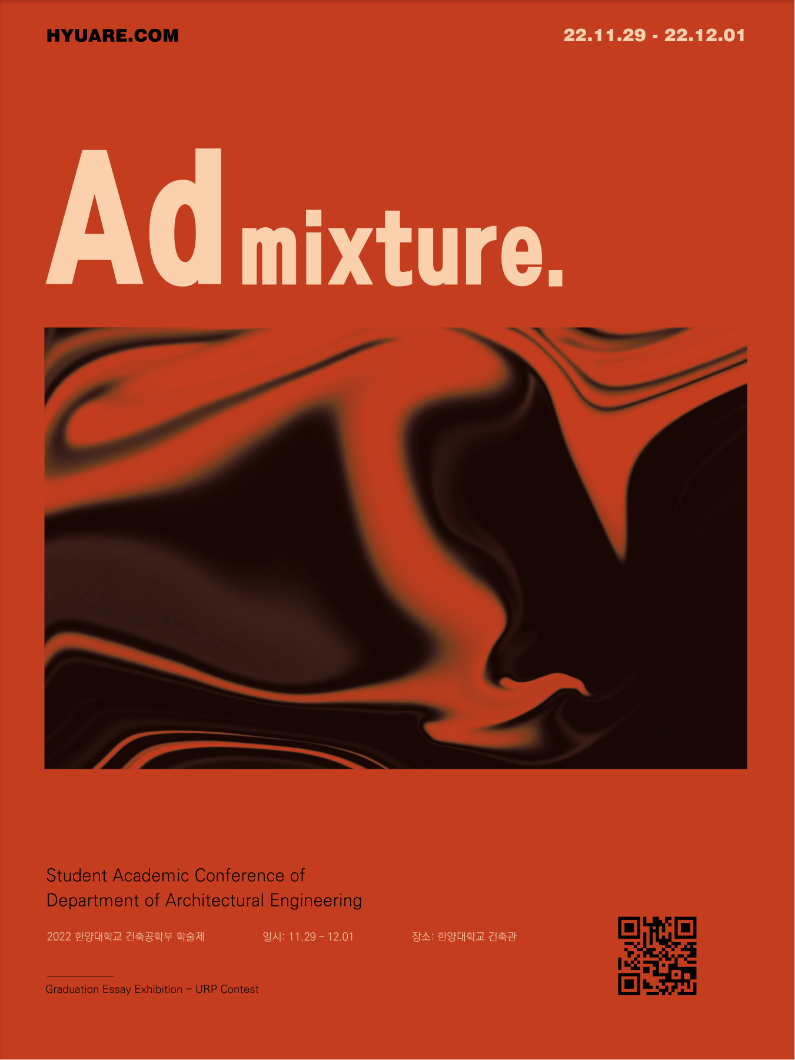 HYUARE.COM
22.11.29 - 22.12.01
Admixture.
Student Academic Conference of
Department of Architectural Engineering
2022 한양대학교 건축공학부 학술제
일시: 11.29 – 12.01
장소: 한양대학교 건축관
Graduation Essay Exhibition – URP Contest